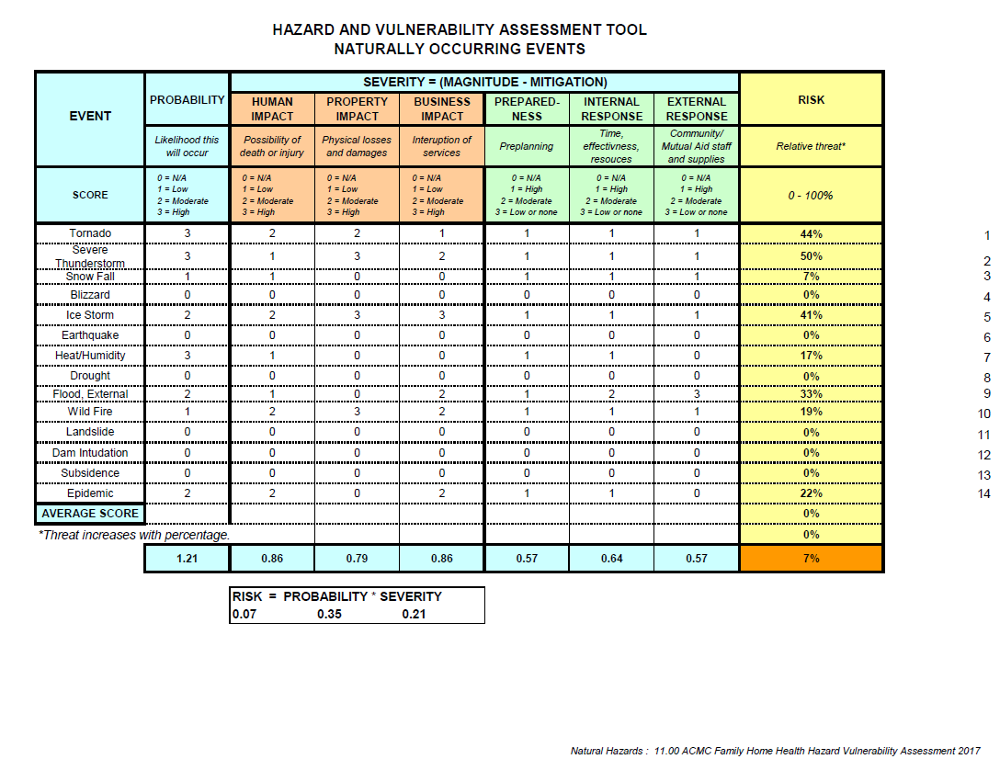 HAZARD AND VULNERABILITY ASSESSMENT TOOL
NATURALLY OCCURRING EVENTS
SEVERITY = (MAGNITUDE - MITIGATION)
EVENT PROBABILITY HUMAN IMPACT PROPERTY IMPACT BUSINESS IMPACT PREPARED-NESS INTERNAL RESPONSE EXTERNAL RESPONSE RISK
Likelihood this will occur Possibility of death or injury Physical losses and damages Interuption of services Preplanning Time, effectivness, resouces Community/ Mutual Aid staff and supplies Relative threat*
SCORE
0 = N/A 0 = N/A 0 = N/A 0 = N/A 0 = N/A 0 = N/A 0 = N/A
1 = Low 1 = Low 1 = Low 1 = Low 1 = High 1 = High 1 = High
2 = Moderate 2 = Moderate 2 = Moderate 2 = Moderate 2 = Moderate 2 = Moderate 2 = Moderate
3 = High 3 = High 3 = High 3 = High 3 = Low or none 3 = Low or none 3 = Low or none
0 - 100%
Tornado 3 2 2 1 1 1 1 44% 1
Severe Thunderstorm 3 1 3 2 1 1 1 50% 2
Snow Fall 1 1 0 0 1 1 1 7% 3
Blizzard 0 0 0 0 0 0 0 0% 4
Ice Storm 2 2 3 3 1 1 1 41% 5
Earthquake 0 0 0 0 0 0 0 0% 6
Heat/Humidity 3 1 0 0 1 1 0 17% 7
Drought 0 0 0 0 0 0 0 0% 8
Flood, External 2 1 0 2 1 2 3 33% 9
Wild Fire 1 2 3 2 1 1 1 19% 10
Landslide 0 0 0 0 0 0 0 0% 11
Dam Intudation 0 0 0 0 0 0 0 0% 12
Subsidence 0 0 0 0 0 0 0 0% 13
Epidemic 2 2 0 2 1 1 0 22% 14
AVERAGE SCORE 0%
*Threat increases with percentage. 0%
1.21 0.86 0.79 0.86 0.57 0.64 0.57 7%
RISK = PROBABILITY * SEVERITY
0.07 0.35 0.21
Natural Hazards : 11.00 ACMC Family Home Health Hazard Vulnerability Assessment 2017